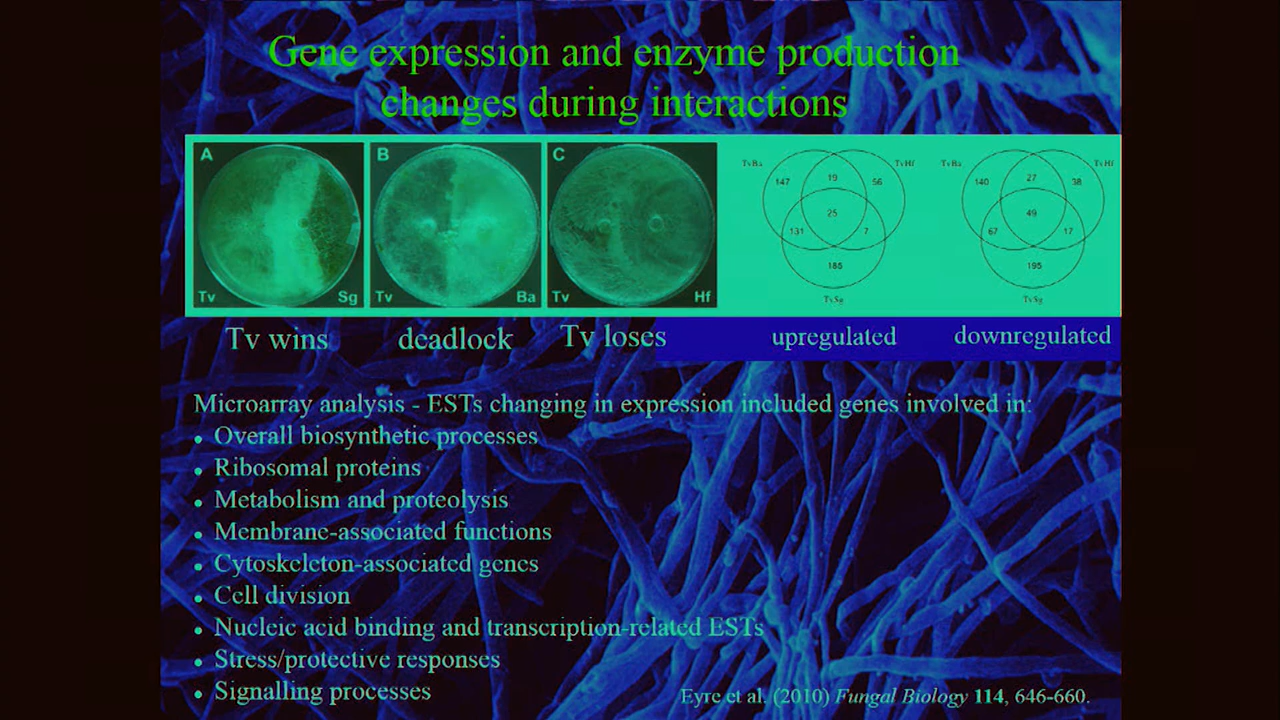 Gene expression and enzyme production
changes during interactions
A
B
C
Tv
Sg
Tv
Ba
Tv
Hf
TvBa
TvHf
147
19
56
25
131
7
185
TvSg
TvBa
TvHf
140
27
38
49
67
17
195
TvSg
Tv wins
deadlock
Tv loses
upregulated
downregulated
Microarray analysis - ESTs changing in expression included genes involved in:
• Overall biosynthetic processes
• Ribosomal proteins
• Metabolism and proteolysis
• Membrane-associated functions
• Cytoskeleton-associated genes
• Cell division
• Nucleic acid binding and transcription-related ESTs
• Stress/protective responses
• Signalling processes
Eyre et al. (2010) Fungal Biology 114, 646-660.